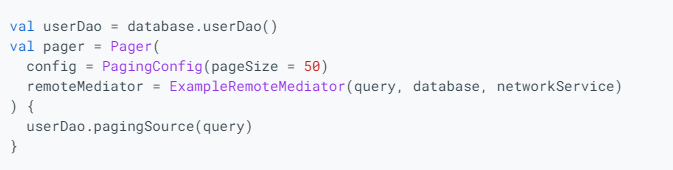 val userDao = database.userDao()
val pager = Pager(
  config = PagingConfig(pageSize = 50)
  remoteMediator = ExampleRemoteMediator(query, database, networkService)
) {
  userDao.pagingSource(query)
}